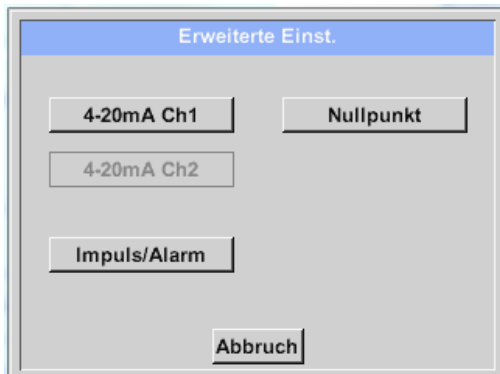 Erweiterte Einst.
4-20mA Ch1
Nullpunkt
4-20mA Ch2
Impuls/Alarm
Abbruch